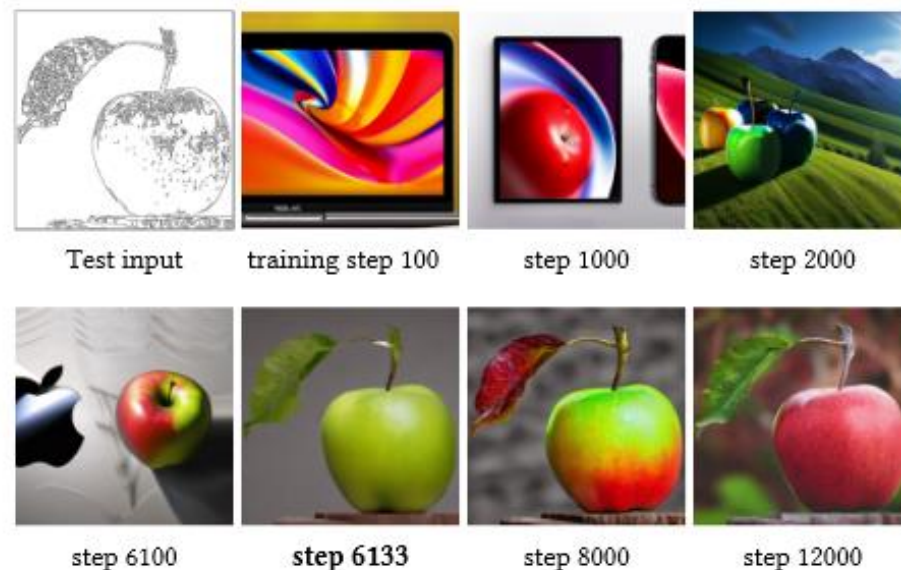 Test input
training step 100
step 1000
step 2000
step 6100
step 6133
step 8000
step 12000